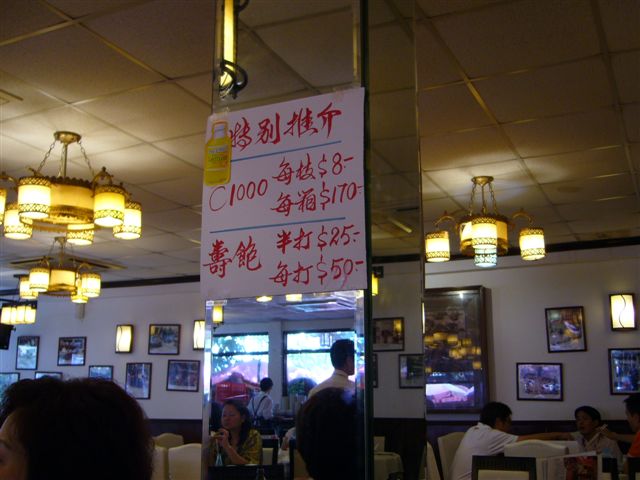 特別推介
C1000 每枝$8-
每箱$170-
壽飽 半打$25-
每打$50-